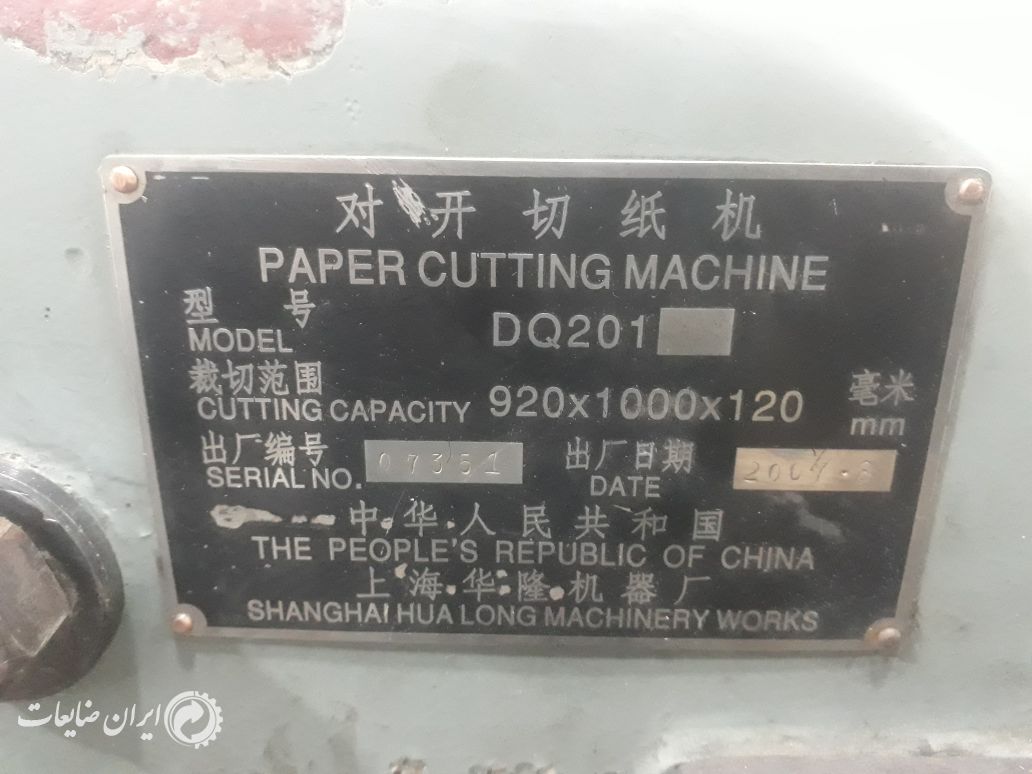 对开切纸机
PAPER CUTTING MACHINE
型号
MODEL DQ201
裁切范围 毫米
CUTTING CAPACITY 920x1000x120 mm
出厂编号 07351 出厂日期
SERIAL NO. DATE
中华人民共和国
THE PEOPLE'S REPUBLIC OF CHINA
上海华隆机器厂
SHANGHAI HUA LONG MACHINERY WORKS
ایران ضایعات